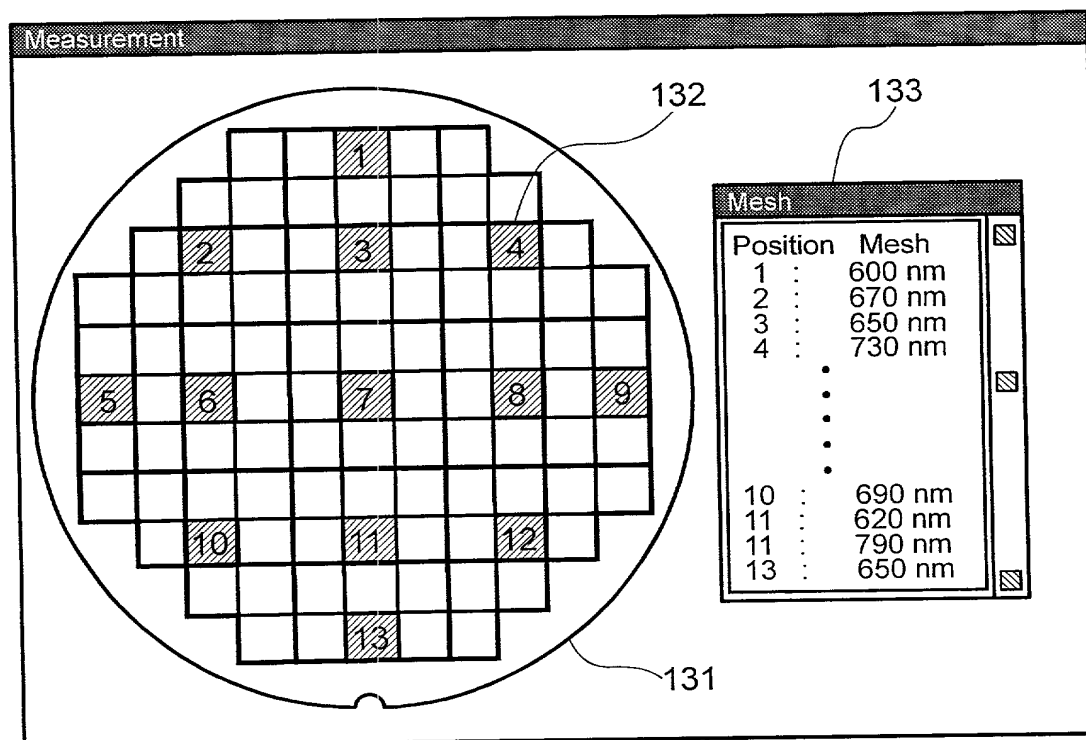 Measurement
132
133
1
2
3
4
5
6
7
8
9
10
11
12
13
131
Mesh
Position Mesh
1 : 600 nm
2 : 670 nm
3 : 650 nm
4 : 730 nm
10 : 690 nm
11 : 620 nm
11 : 790 nm
13 : 650 nm